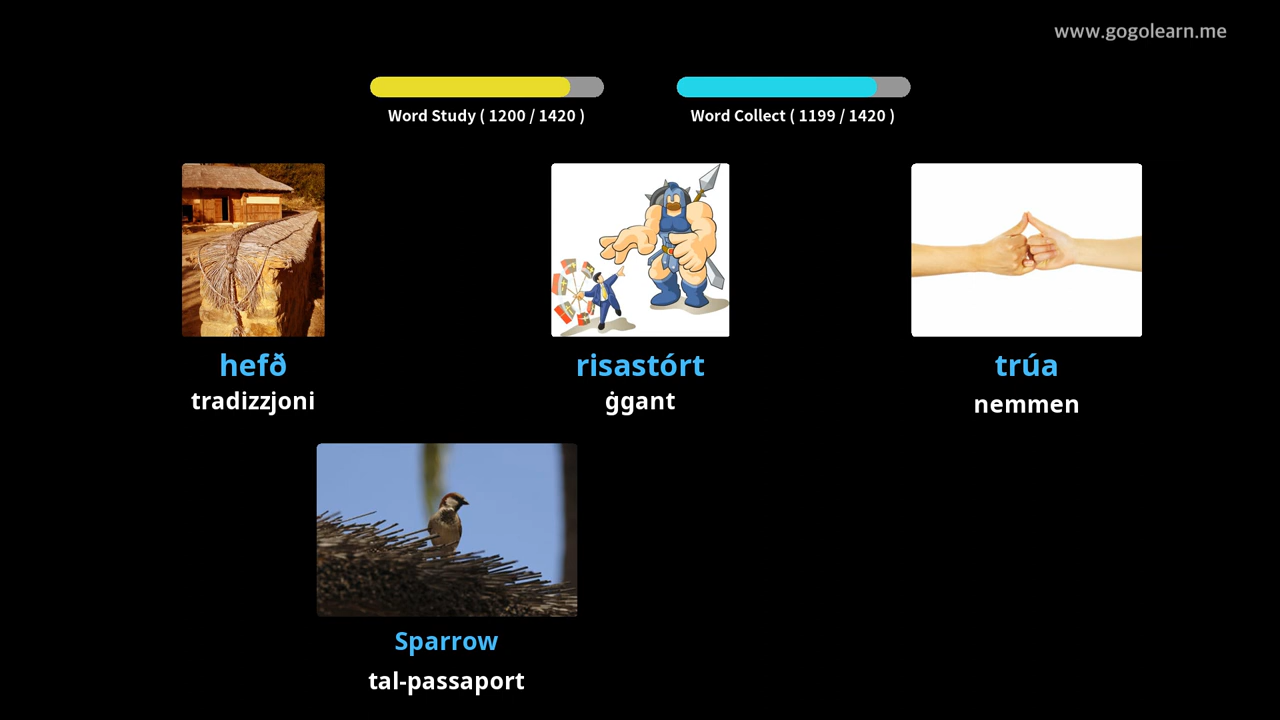 www.gogolearn.me
Word Study ( 1200 / 1420 )
Word Collect ( 1199 / 1420 )
hefð
risastórt
trúa
tradizzjoni
ġgant
nemmen
Sparrow
tal-passaport